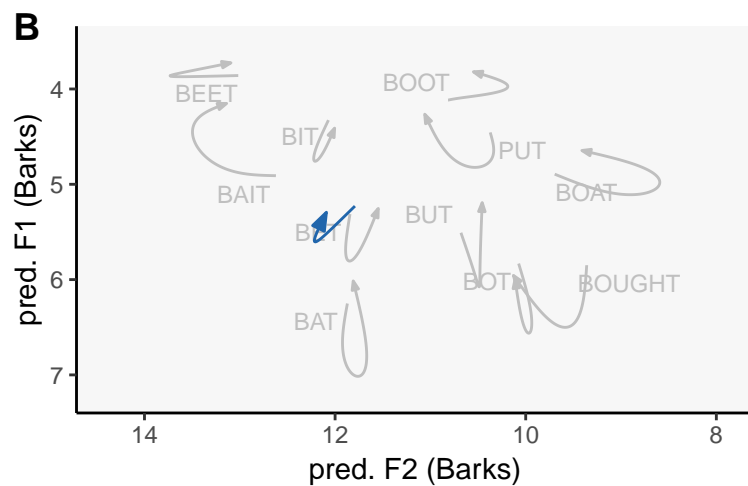 B
pred. F1 (Barks)
4
5
6
7
BEET
BOOT
BIT
PUT
BAIT
BOAT
BET
BUT
BOT
BOUGHT
BAT
14
12
10
8
pred. F2 (Barks)